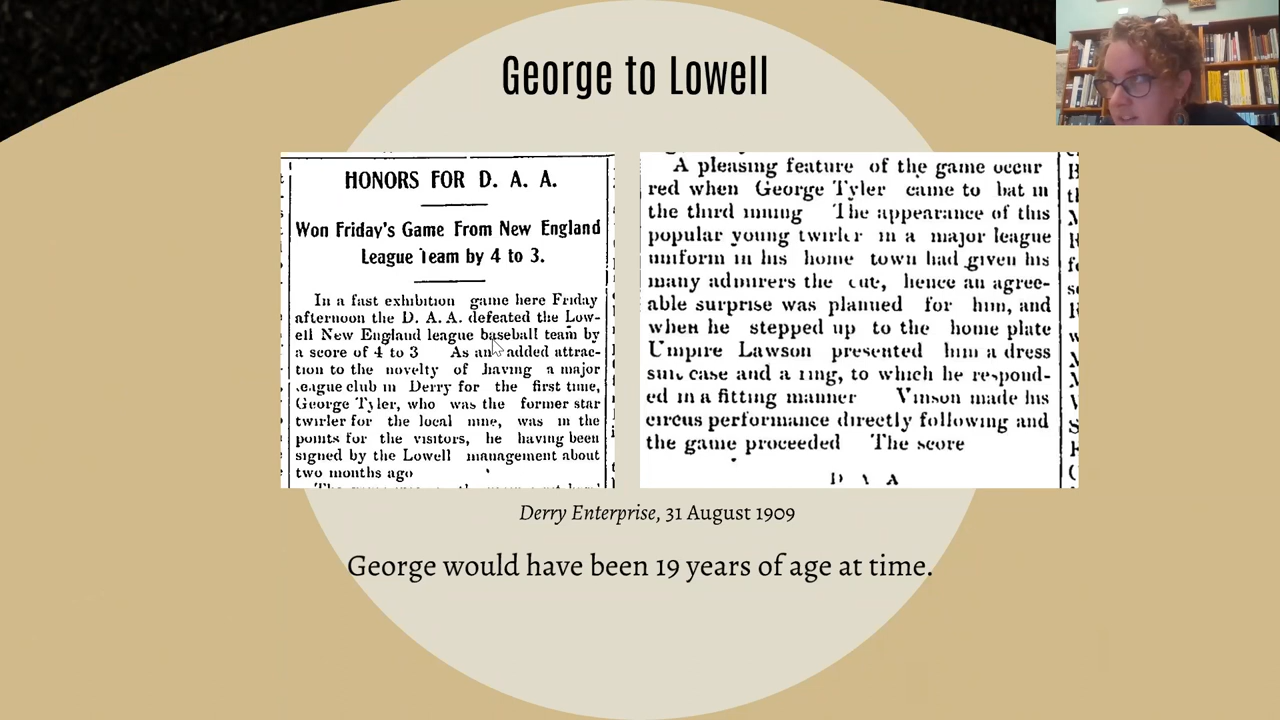 George to Lowell
HONORS FOR D. A. A.
Won Friday's Game From New England
League Team by 4 to 3.
In a fast exhibition game here Friday
afternoon the D. A. A. defeated the Low-
ell New England league baseball team by
a score of 4 to 3 As an added attrac-
tion to the novelty of having a major
league club in Derry for the first time,
George Tyler, who was the former star
twirler for the local nine, was in the
points for the visitors, he having been
signed by the Lowell management about
two months ago
A pleasing feature of the game occur
red when George Tyler came to bat in
the third inning The appearance of this
popular young twirler in a major league
uniform in his home town had given his
many admirers the cue, hence an agree-
able surprise was planned for him, and
when he stepped up to the home plate
Umpire Lawson presented him a dress
suit case and a ring, to which he respond-
ed in a fitting manner Vinson made his
circus performance directly following and
the game proceeded The score
D A A
Derry Enterprise, 31 August 1909
George would have been 19 years of age at time.